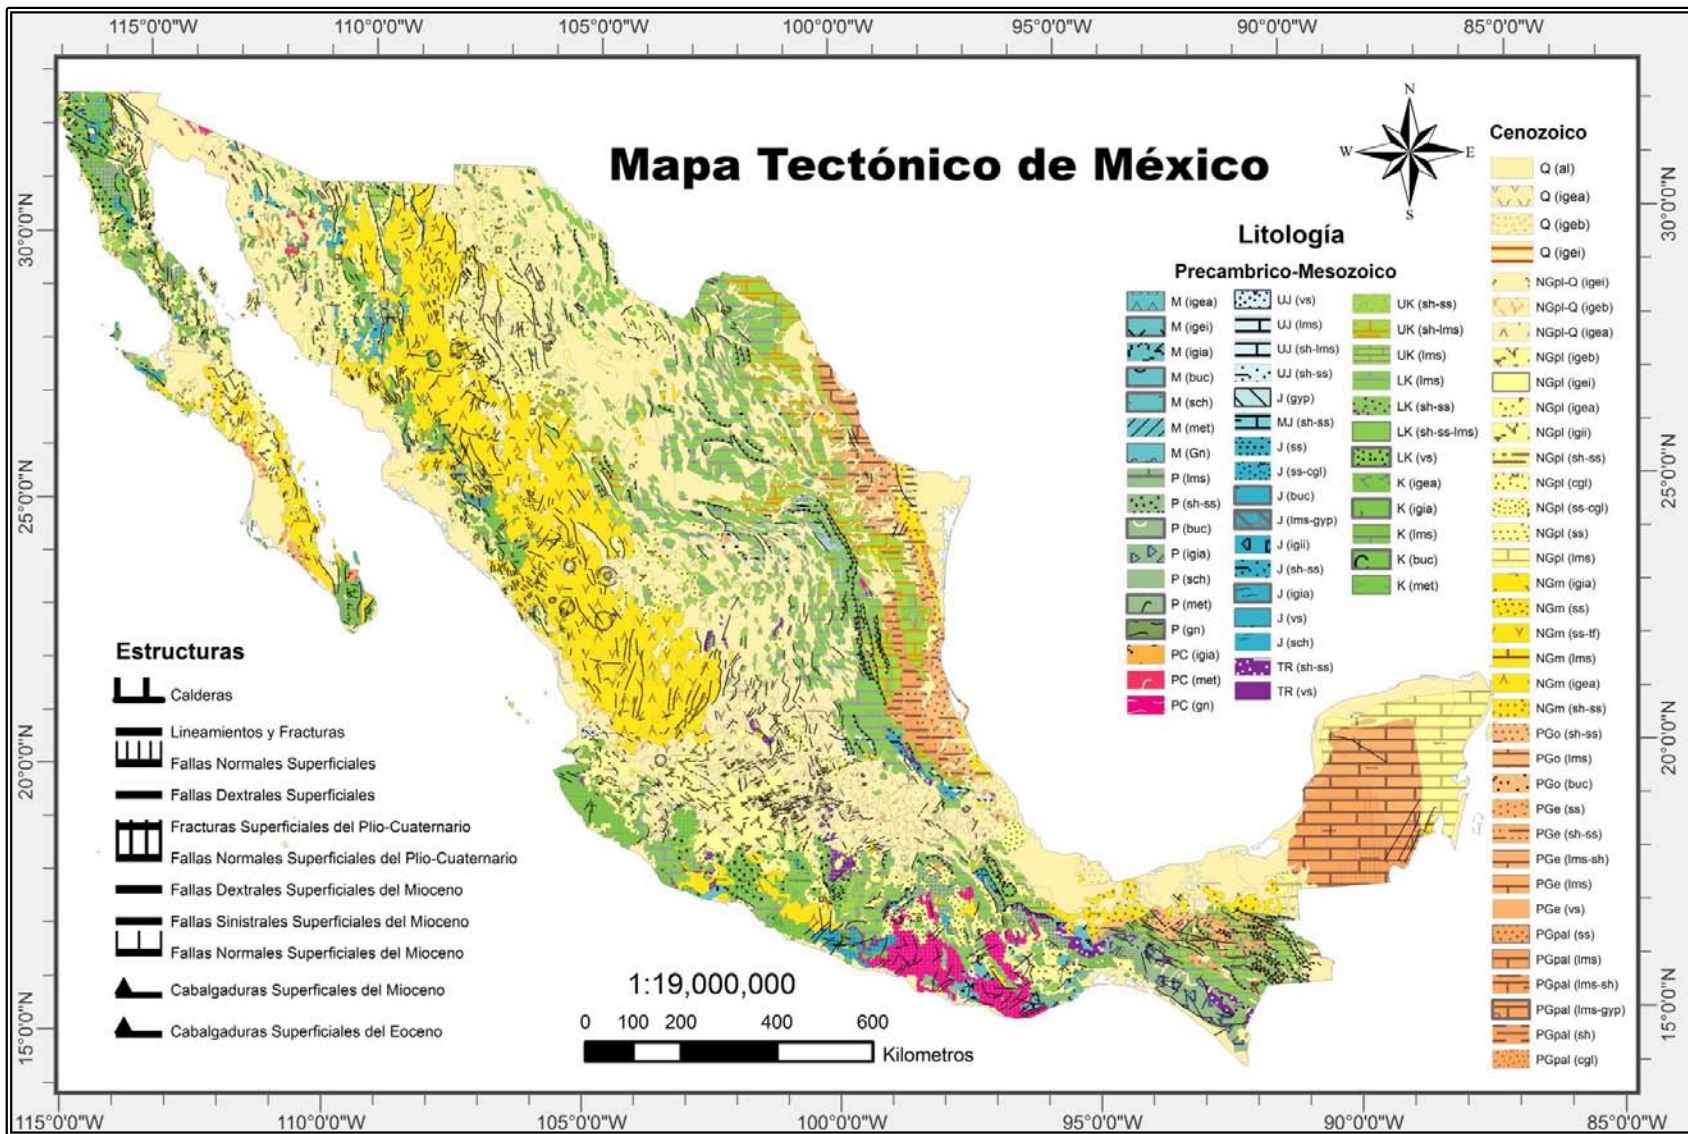 115°0'0"W 110°0'0"W 105°0'0"W 100°0'0"W 95°0'0"W 90°0'0"W 85°0'0"W
30°0'0"N
25°0'0"N
20°0'0"N
15°0'0"N
Mapa Tectónico de México
N
W E
S
Estructuras
Calderas
Lineamientos y Fracturas
Fallas Normales Superficiales
Fallas Dextrales Superficiales
Fracturas Superficiales del Plio-Cuaternario
Fallas Normales Superficiales del Plio-Cuaternario
Fallas Dextrales Superficiales del Mioceno
Fallas Sinistrales Superficiales del Mioceno
Fallas Normales Superficiales del Mioceno
Cabalgaduras Superficales del Mioceno
Cabalgaduras Superficiales del Eoceno
1:19,000,000
0 100 200 400 600
Kilometros
Litología
Precambrico-Mesozoico
M (igea)
M (igei)
M (igia)
M (buc)
M (sch)
M (met)
M (Gn)
P (lms)
P (sh-ss)
P (buc)
P (igia)
P (sch)
P (met)
P (gn)
PC (igia)
PC (met)
PC (gn)
UJ (vs)
UJ (lms)
UJ (sh-lms)
UJ (sh-ss)
J (gyp)
MJ (sh-ss)
J (ss)
J (ss-cgl)
J (buc)
J (lms-gyp)
J (igii)
J (sh-ss)
J (igia)
J (vs)
J (sch)
TR (sh-ss)
TR (vs)
UK (sh-ss)
UK (sh-lms)
UK (lms)
LK (lms)
LK (sh-ss)
LK (sh-ss-lms)
LK (vs)
K (igea)
K (igia)
K (lms)
K (buc)
K (met)
Cenozoico
Q (al)
Q (igea)
Q (igeb)
Q (igei)
NGpl-Q (igei)
NGpl-Q (igeb)
NGpl-Q (igea)
NGpl (igeb)
NGpl (igei)
NGpl (igea)
NGpl (igii)
NGpl (sh-ss)
NGpl (cgl)
NGpl (ss-cgl)
NGpl (ss)
NGpl (lms)
NGm (igia)
NGm (ss)
NGm (ss-tf)
NGm (lms)
NGm (igea)
NGm (sh-ss)
PGo (sh-ss)
PGo (lms)
PGo (buc)
PGe (ss)
PGe (sh-ss)
PGe (lms-sh)
PGe (lms)
PGe (vs)
PGpal (ss)
PGpal (lms)
PGpal (lms-sh)
PGpal (lms-gyp)
PGpal (sh)
PGpal (cgl)
30°0'0"N
25°0'0"N
20°0'0"N
15°0'0"N
115°0'0"W 110°0'0"W 105°0'0"W 100°0'0"W 95°0'0"W 90°0'0"W 85°0'0"W